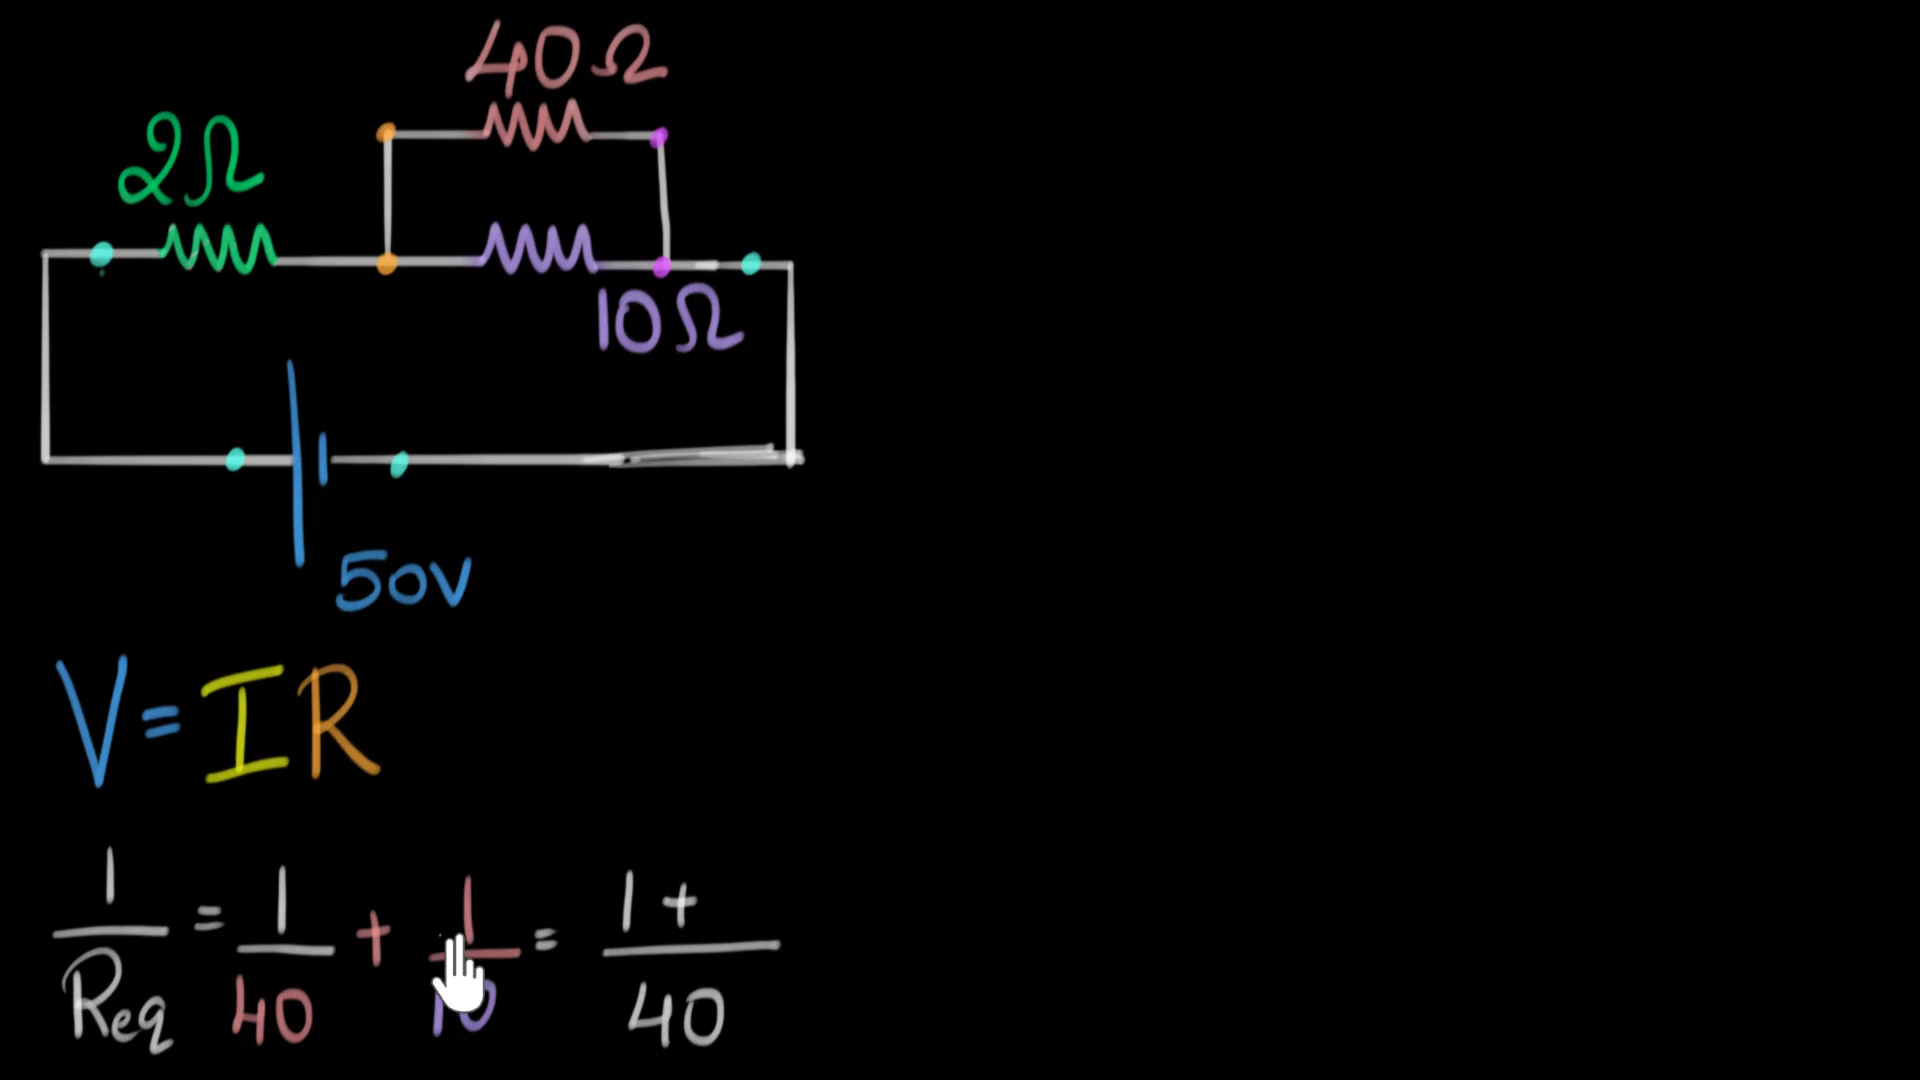 40Ω
2Ω
10Ω
50V
V = IR
1/Req = 1/40 + 1/10 = 1+/40